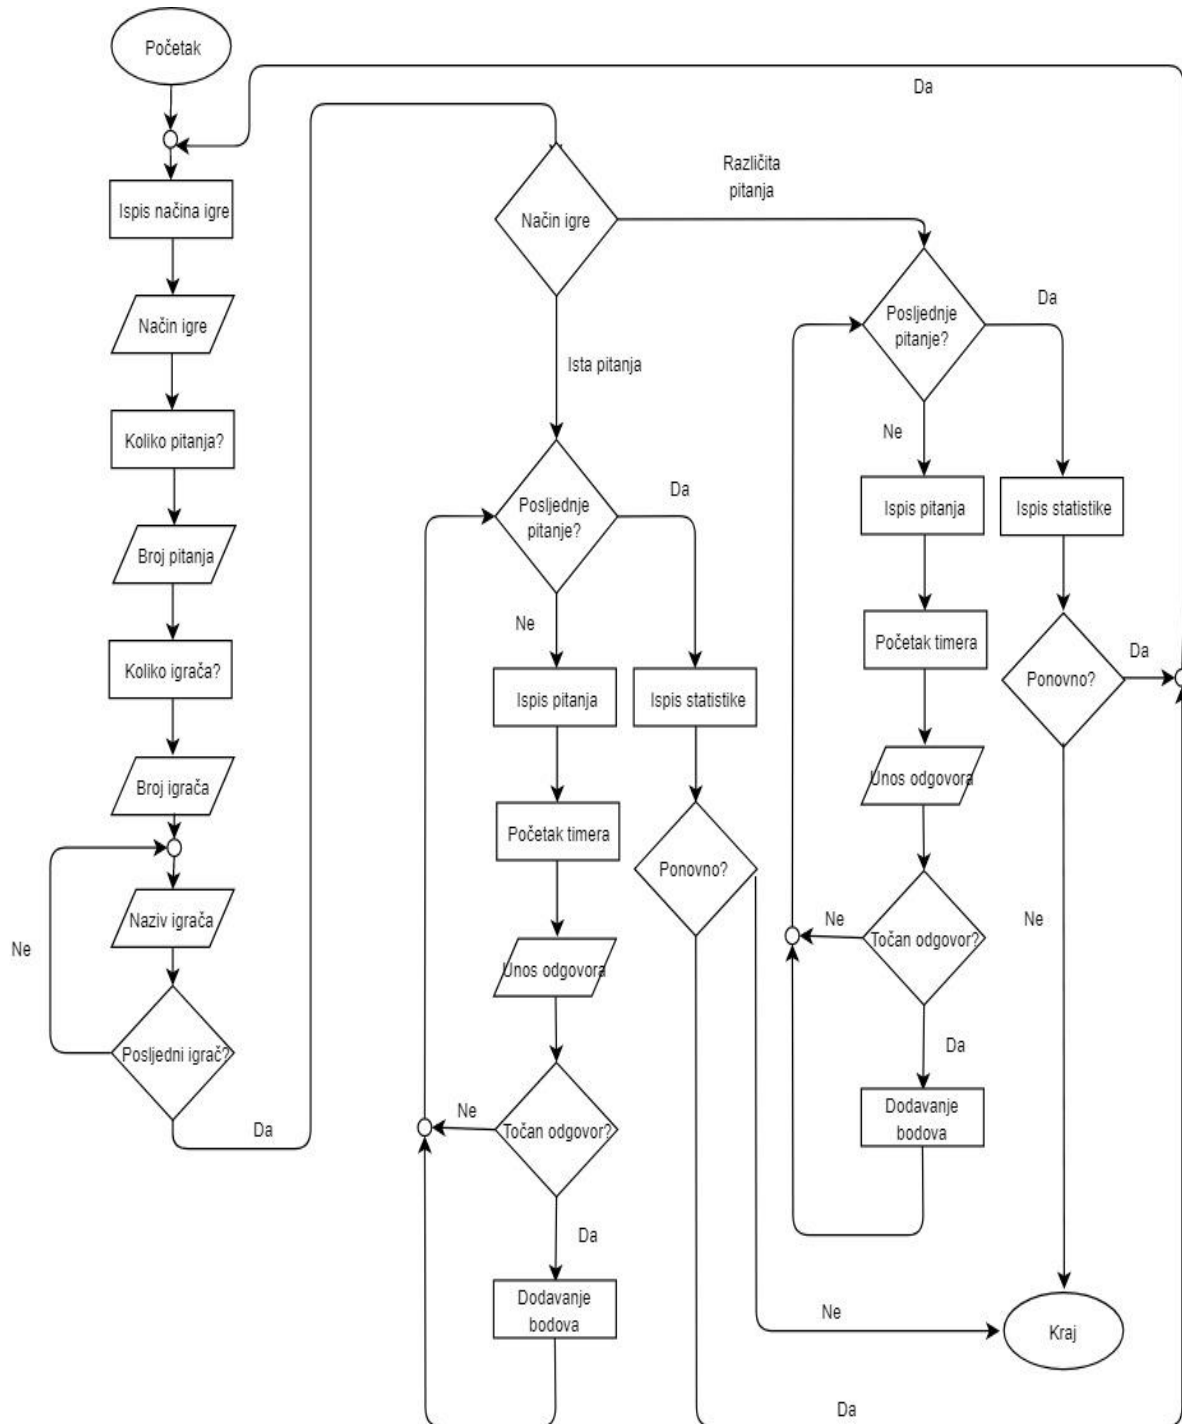 Početak
Ispis načina igre
Način igre
Koliko pitanja?
Broj pitanja
Koliko igrača?
Broj igrača
Naziv igrača
Posljedni igrač?
Ne
Da
Način igre
Različita
pitanja
Ista pitanja
Posljednje
pitanje?
Da
Ne
Ispis pitanja
Ispis statistike
Početak timera
Ponovno?
Unos odgovora
Točan odgovor?
Ne
Da
Dodavanje
bodova
Ne
Da
Posljednje
pitanje?
Da
Ne
Ispis pitanja
Ispis statistike
Početak timera
Ponovno?
Da
Unos odgovora
Točan odgovor?
Ne
Ne
Da
Dodavanje
bodova
Kraj
Da